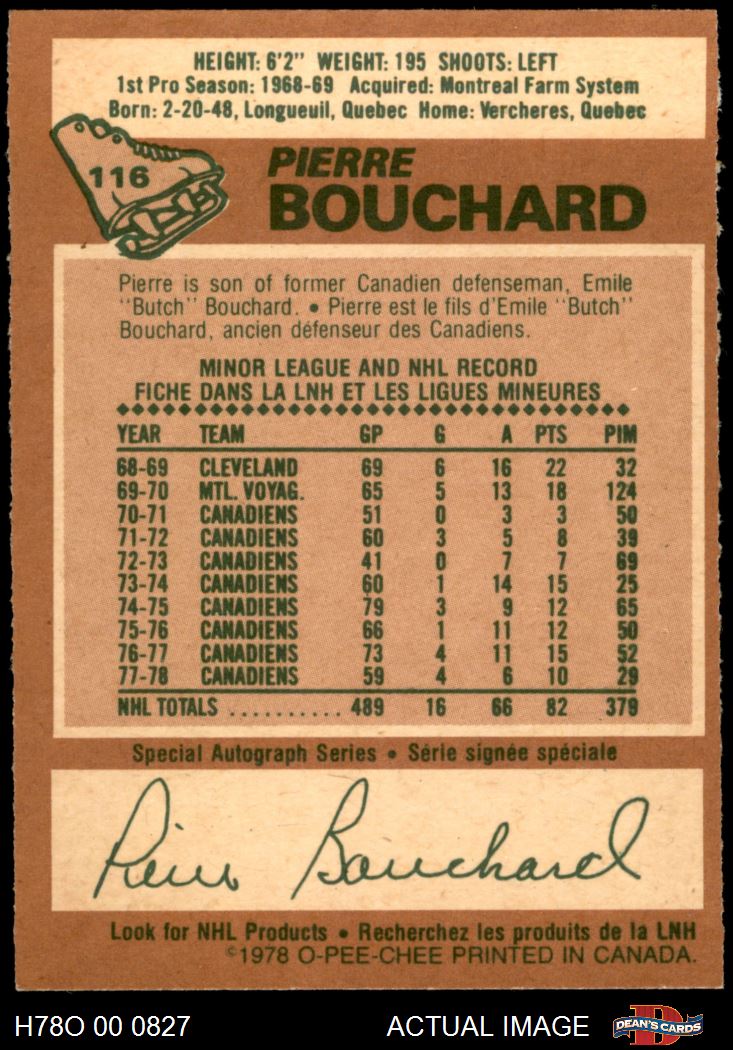 HEIGHT: 6'2" WEIGHT: 195 SHOOTS: LEFT
1st Pro Season: 1968-69 Acquired: Montreal Farm System
Born: 2-20-48, Longueuil, Quebec Home: Vercheres, Quebec
116
PIERRE
BOUCHARD
Pierre is son of former Canadien defenseman, Emile
"Butch" Bouchard. • Pierre est le fils d'Emile "Butch"
Bouchard, ancien défenseur des Canadiens.
MINOR LEAGUE AND NHL RECORD
FICHE DANS LA LNH ET LES LIGUES MINEURES
YEAR TEAM GP G A PTS PIM
68-69 CLEVELAND 69 6 16 22 32
69-70 MTL. VOYAG. 65 5 13 18 124
70-71 CANADIENS 51 0 3 3 50
71-72 CANADIENS 60 3 5 8 39
72-73 CANADIENS 41 0 7 7 69
73-74 CANADIENS 60 1 14 15 25
74-75 CANADIENS 79 3 9 12 65
75-76 CANADIENS 66 1 11 12 50
76-77 CANADIENS 73 4 11 15 52
77-78 CANADIENS 59 4 6 10 29
NHL TOTALS .......... 489 16 66 82 379
Special Autograph Series • Série signée spéciale
Pierre Bouchard
Look for NHL Products • Recherchez les produits de la LNH
©1978 O-PEE-CHEE PRINTED IN CANADA.
H78O 00 0827 ACTUAL IMAGE D DEAN'S CARDS